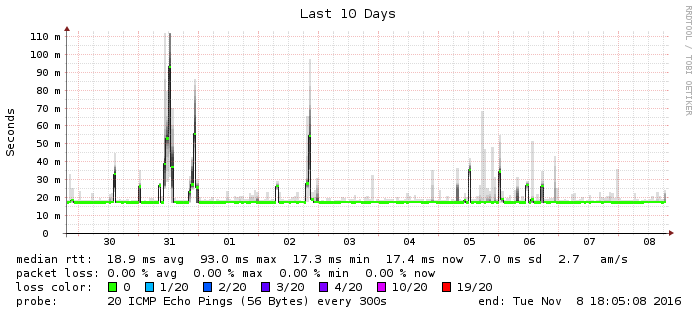 Last 10 Days
RRDTOOL / TOBI OETIKER
Seconds
110 m
100 m
90 m
80 m
70 m
60 m
50 m
40 m
30 m
20 m
10 m
0
30 31 01 02 03 04 05 06 07 08
median rtt: 18.9 ms avg 93.0 ms max 17.3 ms min 17.4 ms now 7.0 ms sd 2.7 am/s
packet loss: 0.00 % avg 0.00 % max 0.00 % min 0.00 % now
loss color: 0 1/20 2/20 3/20 4/20 10/20 19/20
probe: 20 ICMP Echo Pings (56 Bytes) every 300s end: Tue Nov 8 18:05:08 2016